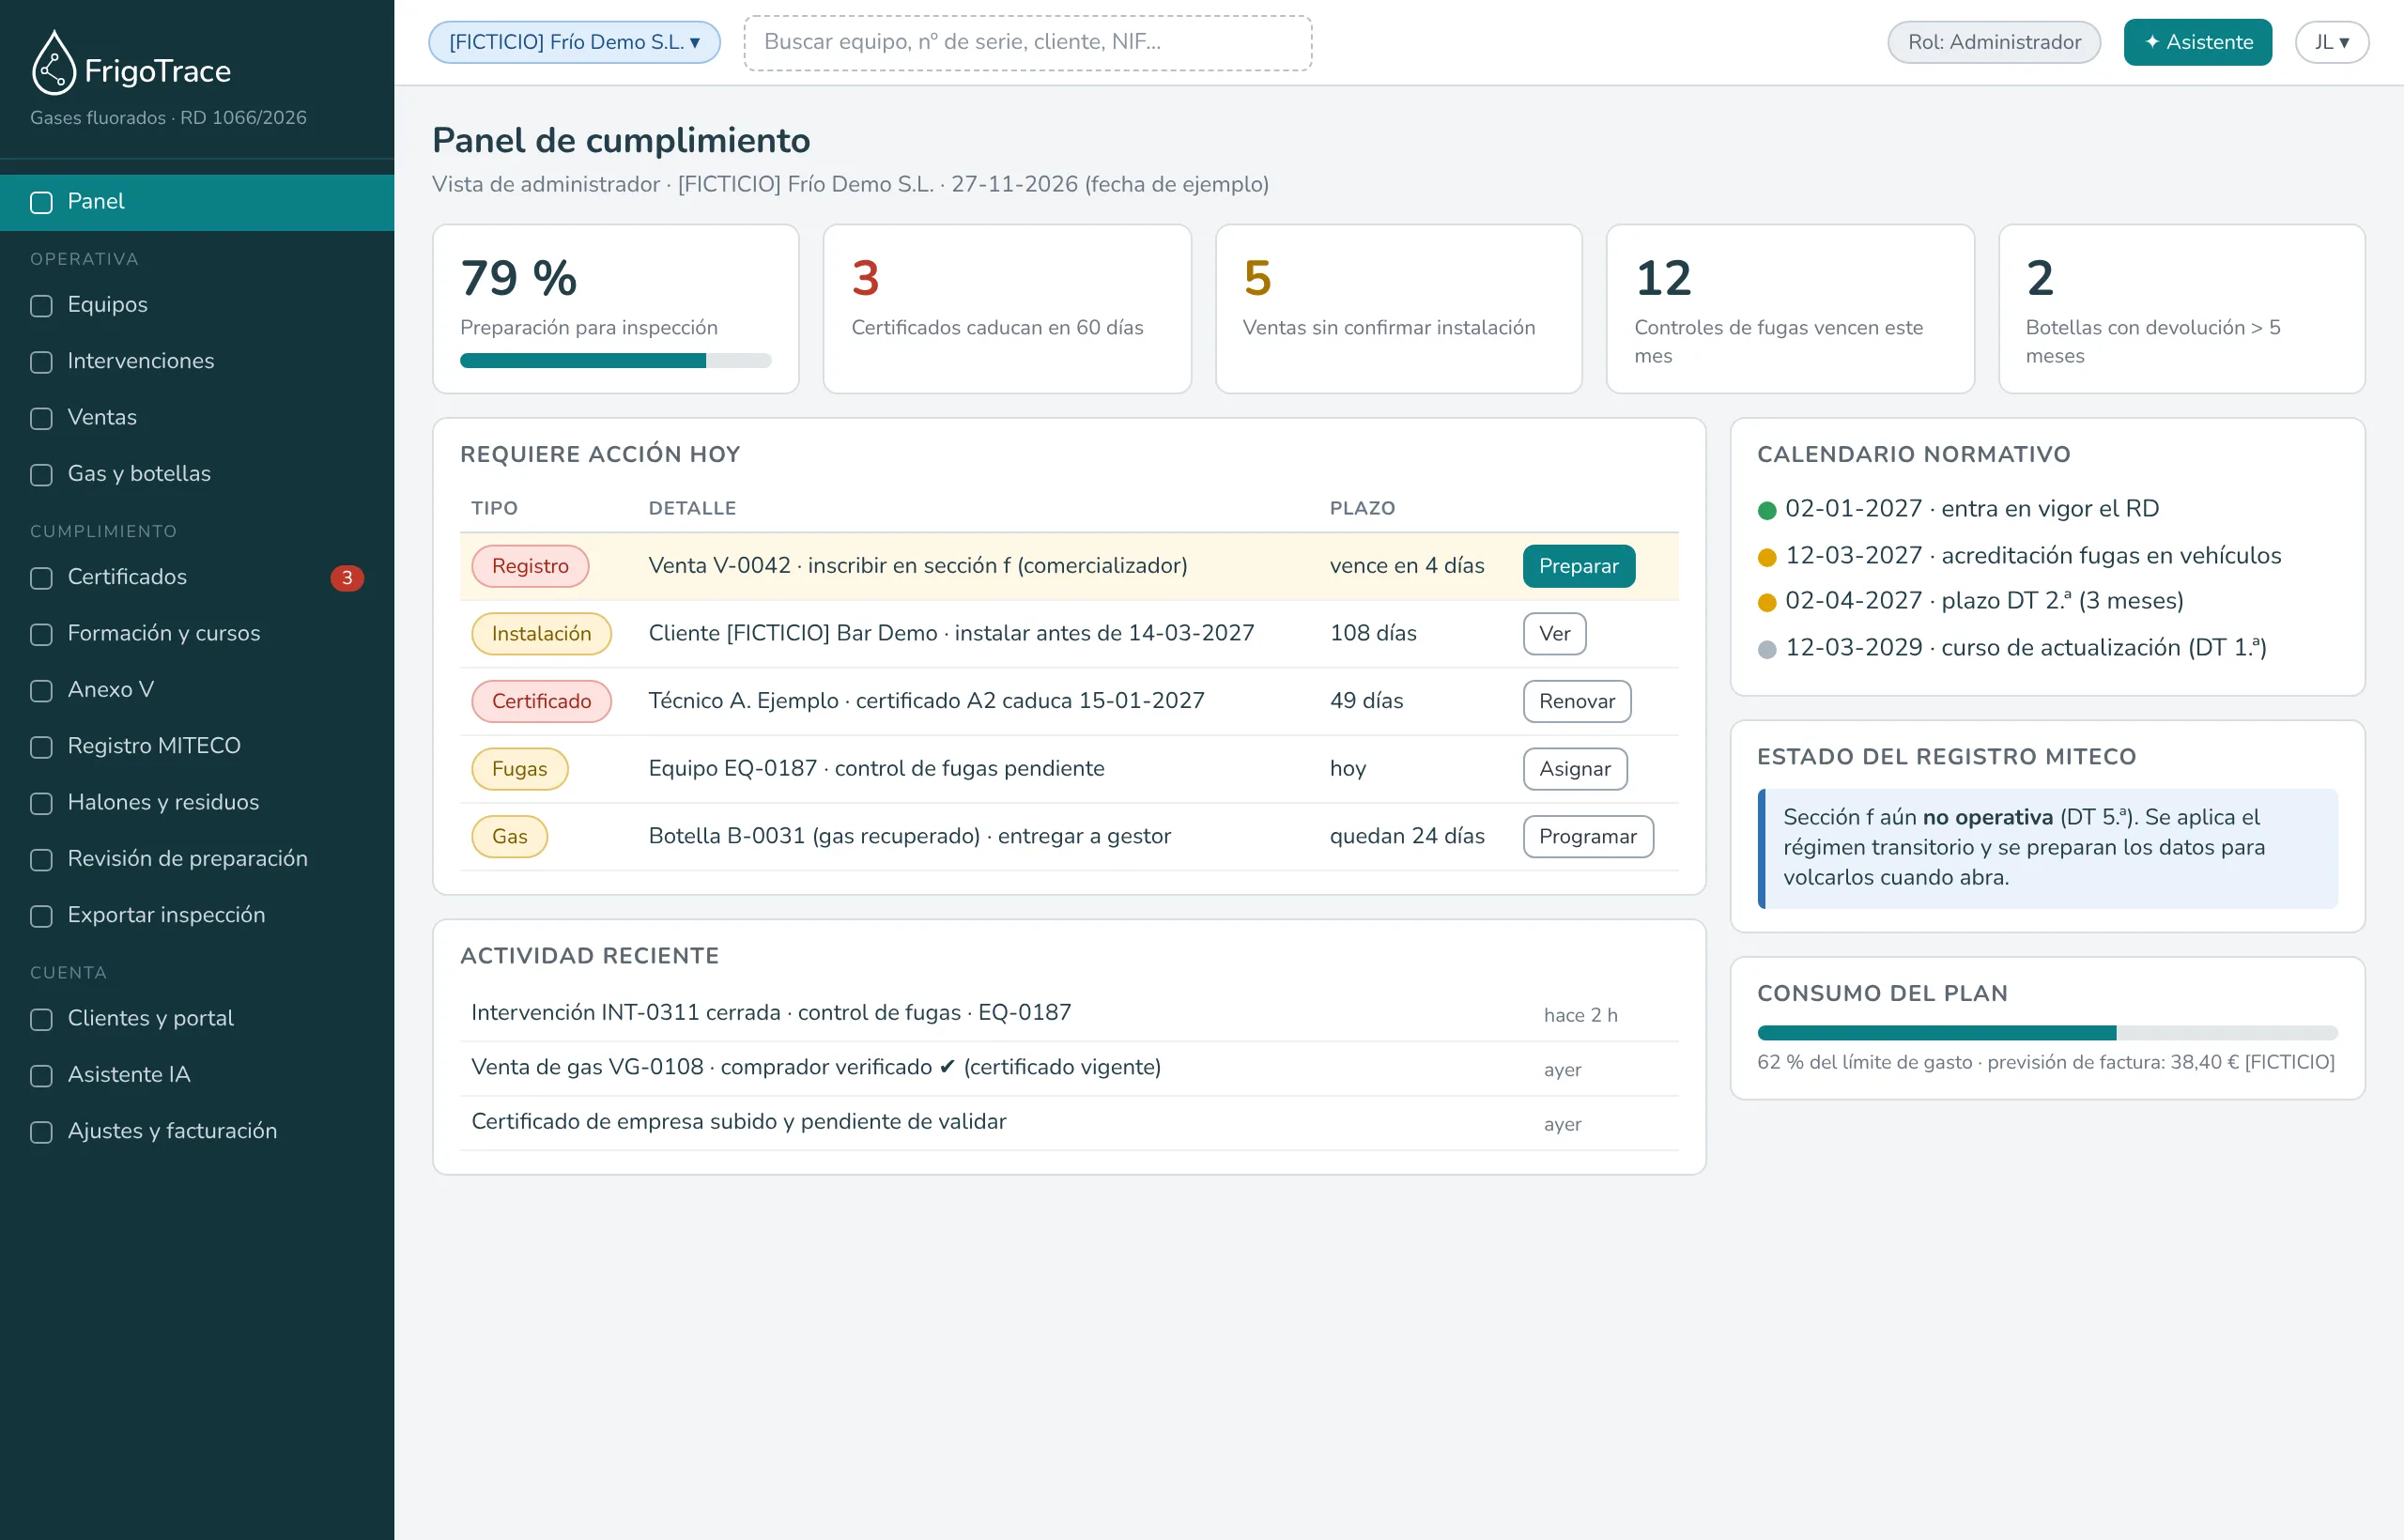 FrigoTrace
Gases fluorados · RD 1066/2026
Panel
OPERATIVA
Equipos
Intervenciones
Ventas
Gas y botellas
CUMPLIMIENTO
Certificados 3
Formación y cursos
Anexo V
Registro MITECO
Halones y residuos
Revisión de preparación
Exportar inspección
CUENTA
Clientes y portal
Asistente IA
Ajustes y facturación
[FICTICIO] Frío Demo S.L. ▾
Buscar equipo, nº de serie, cliente, NIF…
Rol: Administrador
✦ Asistente
JL ▾
Panel de cumplimiento
Vista de administrador · [FICTICIO] Frío Demo S.L. · 27-11-2026 (fecha de ejemplo)
79 %
Preparación para inspección
3
Certificados caducan en 60 días
5
Ventas sin confirmar instalación
12
Controles de fugas vencen este
mes
2
Botellas con devolución > 5
meses
REQUIERE ACCIÓN HOY
TIPO DETALLE PLAZO
Registro Venta V-0042 · inscribir en sección f (comercializador) vence en 4 días Preparar
Instalación Cliente [FICTICIO] Bar Demo · instalar antes de 14-03-2027 108 días Ver
Certificado Técnico A. Ejemplo · certificado A2 caduca 15-01-2027 49 días Renovar
Fugas Equipo EQ-0187 · control de fugas pendiente hoy Asignar
Gas Botella B-0031 (gas recuperado) · entregar a gestor quedan 24 días Programar
ACTIVIDAD RECIENTE
Intervención INT-0311 cerrada · control de fugas · EQ-0187 hace 2 h
Venta de gas VG-0108 · comprador verificado ✔ (certificado vigente) ayer
Certificado de empresa subido y pendiente de validar ayer
CALENDARIO NORMATIVO
02-01-2027 · entra en vigor el RD
12-03-2027 · acreditación fugas en vehículos
02-04-2027 · plazo DT 2.ª (3 meses)
12-03-2029 · curso de actualización (DT 1.ª)
ESTADO DEL REGISTRO MITECO
Sección f aún no operativa (DT 5.ª). Se aplica el
régimen transitorio y se preparan los datos para
volcarlos cuando abra.
CONSUMO DEL PLAN
62 % del límite de gasto · previsión de factura: 38,40 € [FICTICIO]